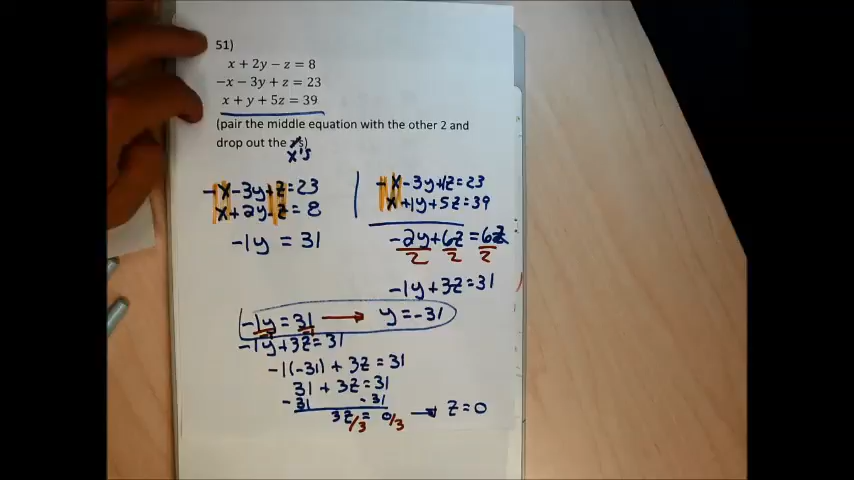 51)
x + 2y − z = 8
−x − 3y + z = 23
x + y + 5z = 39
(pair the middle equation with the other 2 and
drop out the z's)
x's
-x-3y+z=23
x+2y-z=8
-1y = 31
-x-3y+1z=23
x+1y+5z=39
-2y+6z=62
2 2 2
-1y+3z=31
-1y=31 → y=-31
-1 -1
-1y+3z=31
-1(-31) + 3z = 31
31 + 3z = 31
-31 -31
3z/3 = 0/3 → z=0